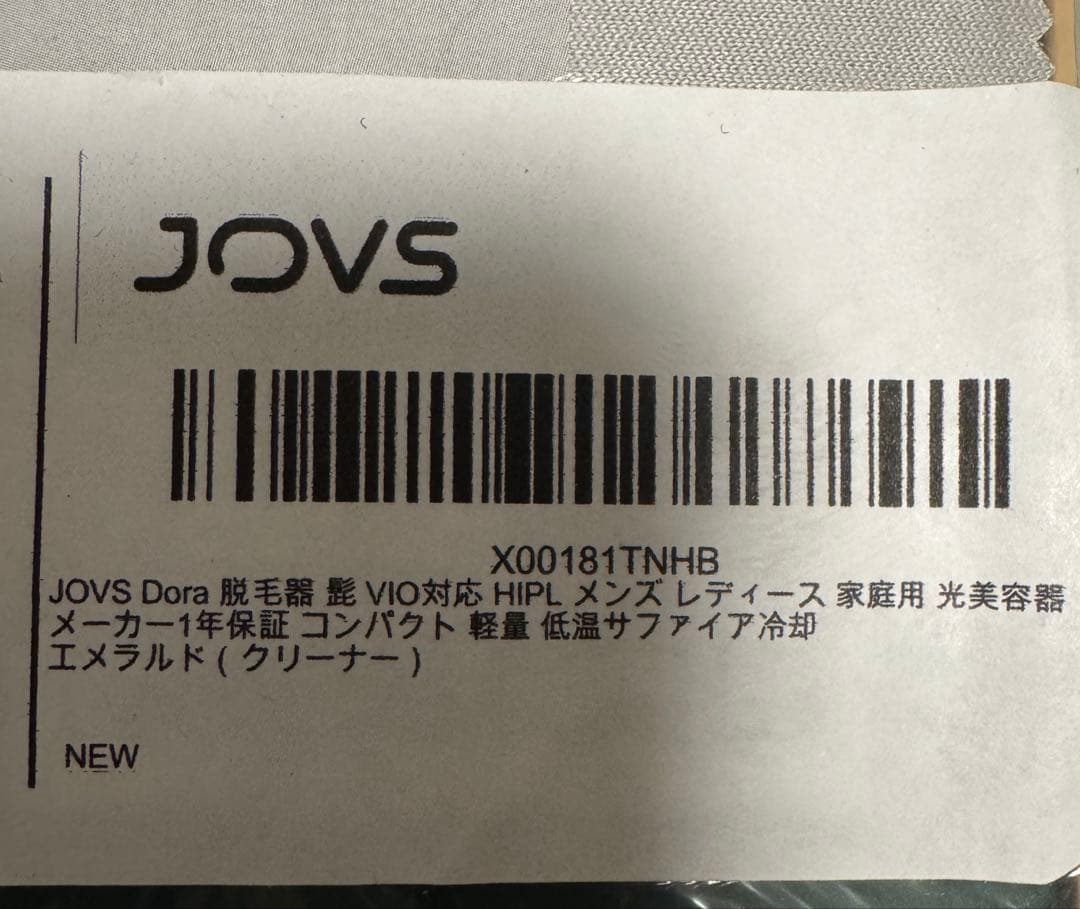 JOVS
X00181TNHB
JOVS Dora 脱毛器 髭 VIO対応 HIPL メンズ レディース 家庭用 光美容器
メーカー1年保証 コンパクト 軽量 低温サファイア冷却
エメラルド ( クリーナー )
NEW